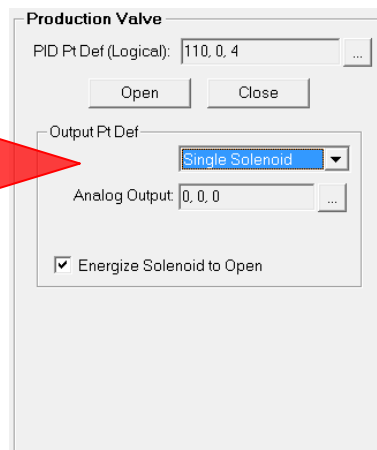 Production Valve
PID Pt Def (Logical): 110, 0, 4 ...
Open Close
Output Pt Def
Single Solenoid
Analog Output: 0, 0, 0 ...
Energize Solenoid to Open